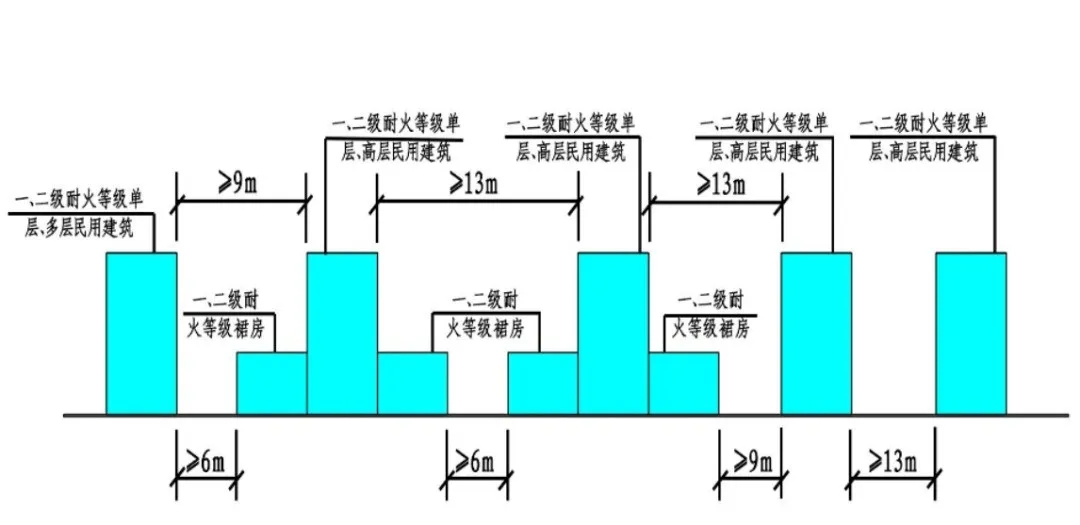 一、二级耐火等级单
层、高层民用建筑
一、二级耐火等级单
层、高层民用建筑
一、二级耐火等级单
层、高层民用建筑
一、二级耐火等级单
层、高层民用建筑
≥9m
≥13m
≥13m
一、二级耐火等级单
层、多层民用建筑
一、二级耐
火等级裙房
一、二级耐
火等级裙房
一、二级耐
火等级裙房
≥6m
≥6m
≥9m
≥13m